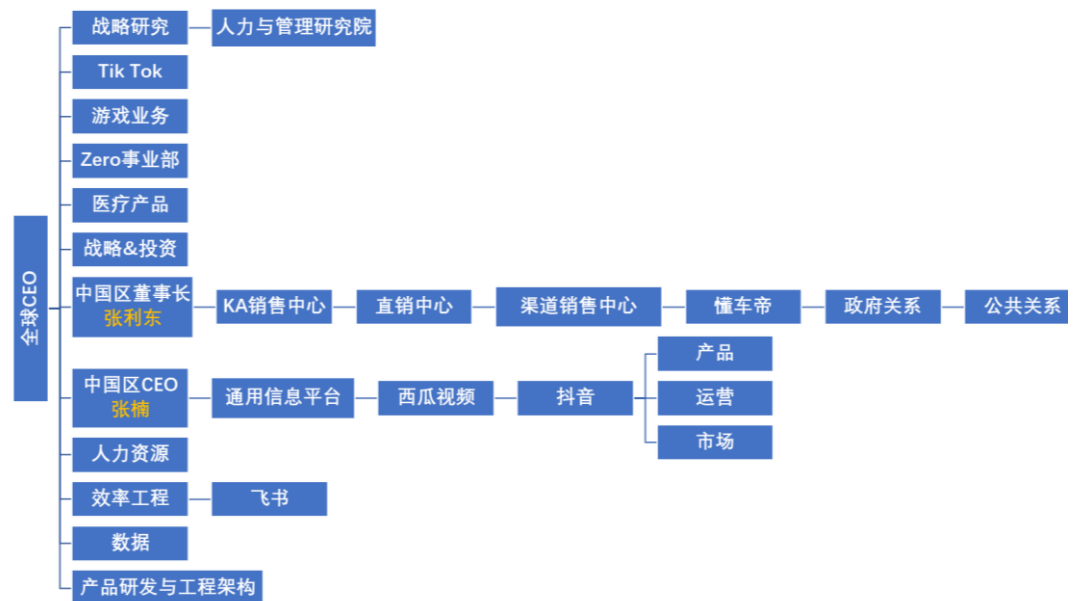 全球CEO
战略研究
人力与管理研究院
Tik Tok
游戏业务
Zero事业部
医疗产品
战略&投资
中国区董事长
张利东
KA销售中心
直销中心
渠道销售中心
懂车帝
政府关系
公共关系
中国区CEO
张楠
通用信息平台
西瓜视频
抖音
产品
运营
市场
人力资源
效率工程
飞书
数据
产品研发与工程架构